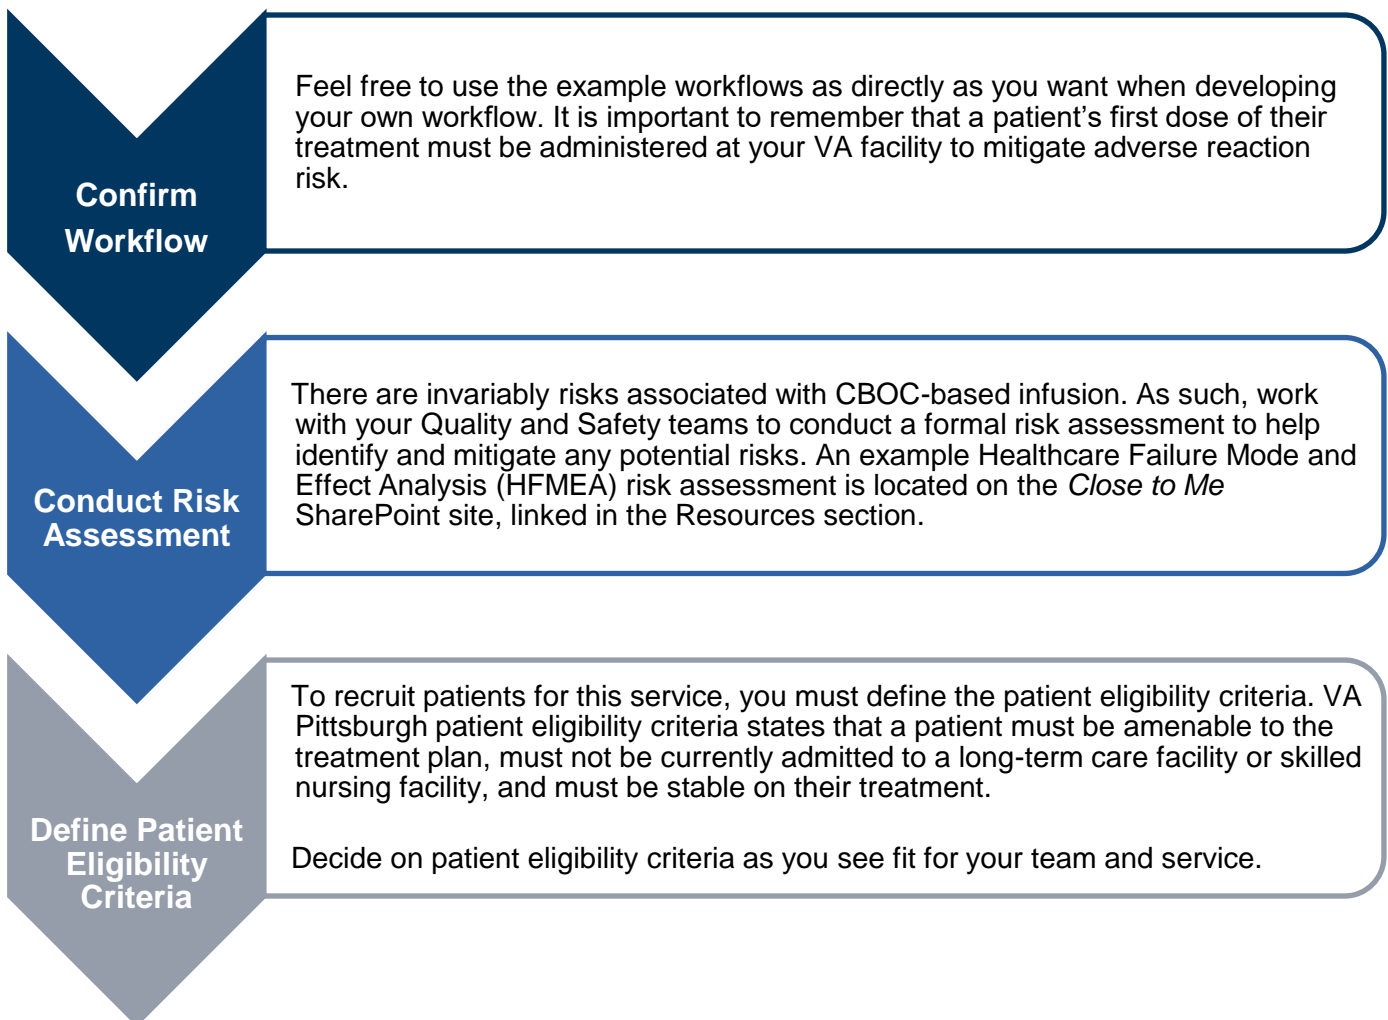 Confirm
Workflow
Feel free to use the example workflows as directly as you want when developing
your own workflow. It is important to remember that a patient’s first dose of their
treatment must be administered at your VA facility to mitigate adverse reaction
risk.
Conduct Risk
Assessment
There are invariably risks associated with CBOC-based infusion. As such, work
with your Quality and Safety teams to conduct a formal risk assessment to help
identify and mitigate any potential risks. An example Healthcare Failure Mode and
Effect Analysis (HFMEA) risk assessment is located on the Close to Me
SharePoint site, linked in the Resources section.
Define Patient
Eligibility
Criteria
To recruit patients for this service, you must define the patient eligibility criteria. VA
Pittsburgh patient eligibility criteria states that a patient must be amenable to the
treatment plan, must not be currently admitted to a long-term care facility or skilled
nursing facility, and must be stable on their treatment.
Decide on patient eligibility criteria as you see fit for your team and service.